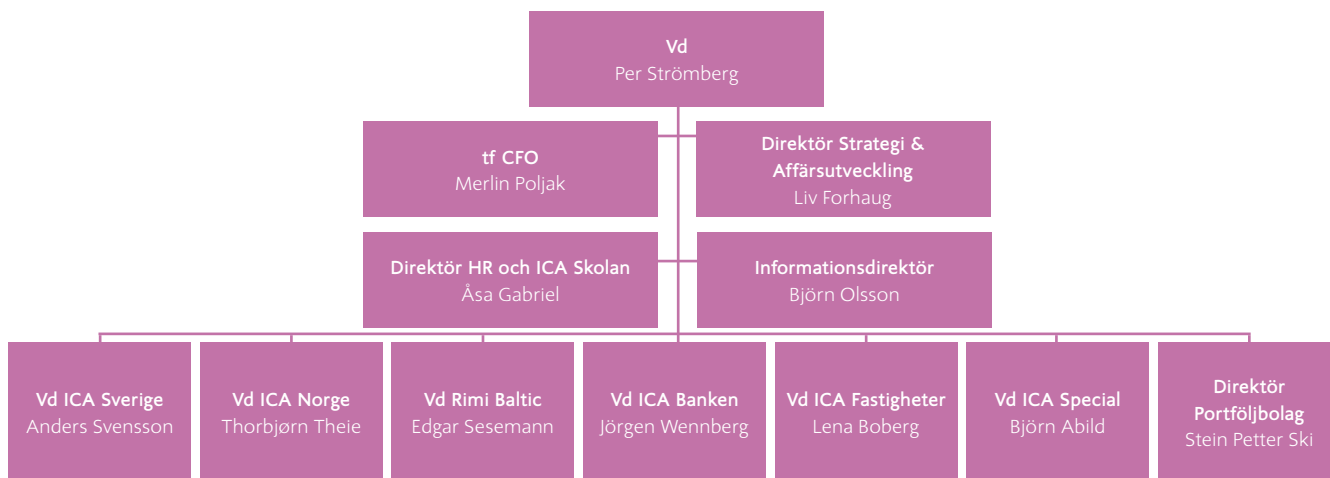 Vd
Per Strömberg
tf CFO
Merlin Poljak
Direktör Strategi &
Affärsutveckling
Liv Forhaug
Direktör HR och ICA Skolan
Åsa Gabriel
Informationsdirektör
Björn Olsson
Vd ICA Sverige
Anders Svensson
Vd ICA Norge
Thorbjørn Theie
Vd Rimi Baltic
Edgar Sesemann
Vd ICA Banken
Jörgen Wennberg
Vd ICA Fastigheter
Lena Boberg
Vd ICA Special
Björn Abild
Direktör
Portföljbolag
Stein Petter Ski